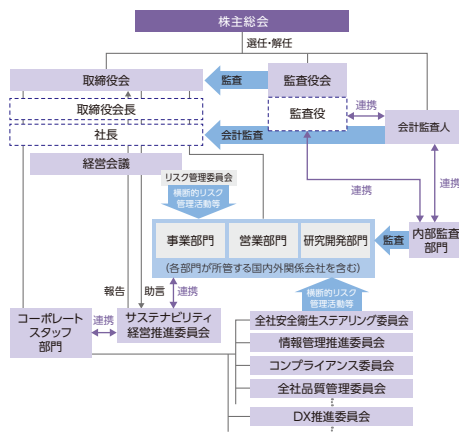 株主総会
選任・解任
取締役会
監査
監査役会
取締役会長
監査役
連携
社長
会計監査
会計監査人
経営会議
リスク管理委員会
横断的リスク
管理活動等
連携
連携
事業部門
営業部門
研究開発部門
監査
内部監査
部門
(各部門が所管する国内外関係会社を含む)
報告
助言
連携
横断的リスク
管理活動等
コーポレート
スタッフ
部門
連携
サステナビリティ
経営推進委員会
全社安全衛生ステアリング委員会
情報管理推進委員会
コンプライアンス委員会
全社品質管理委員会
DX推進委員会